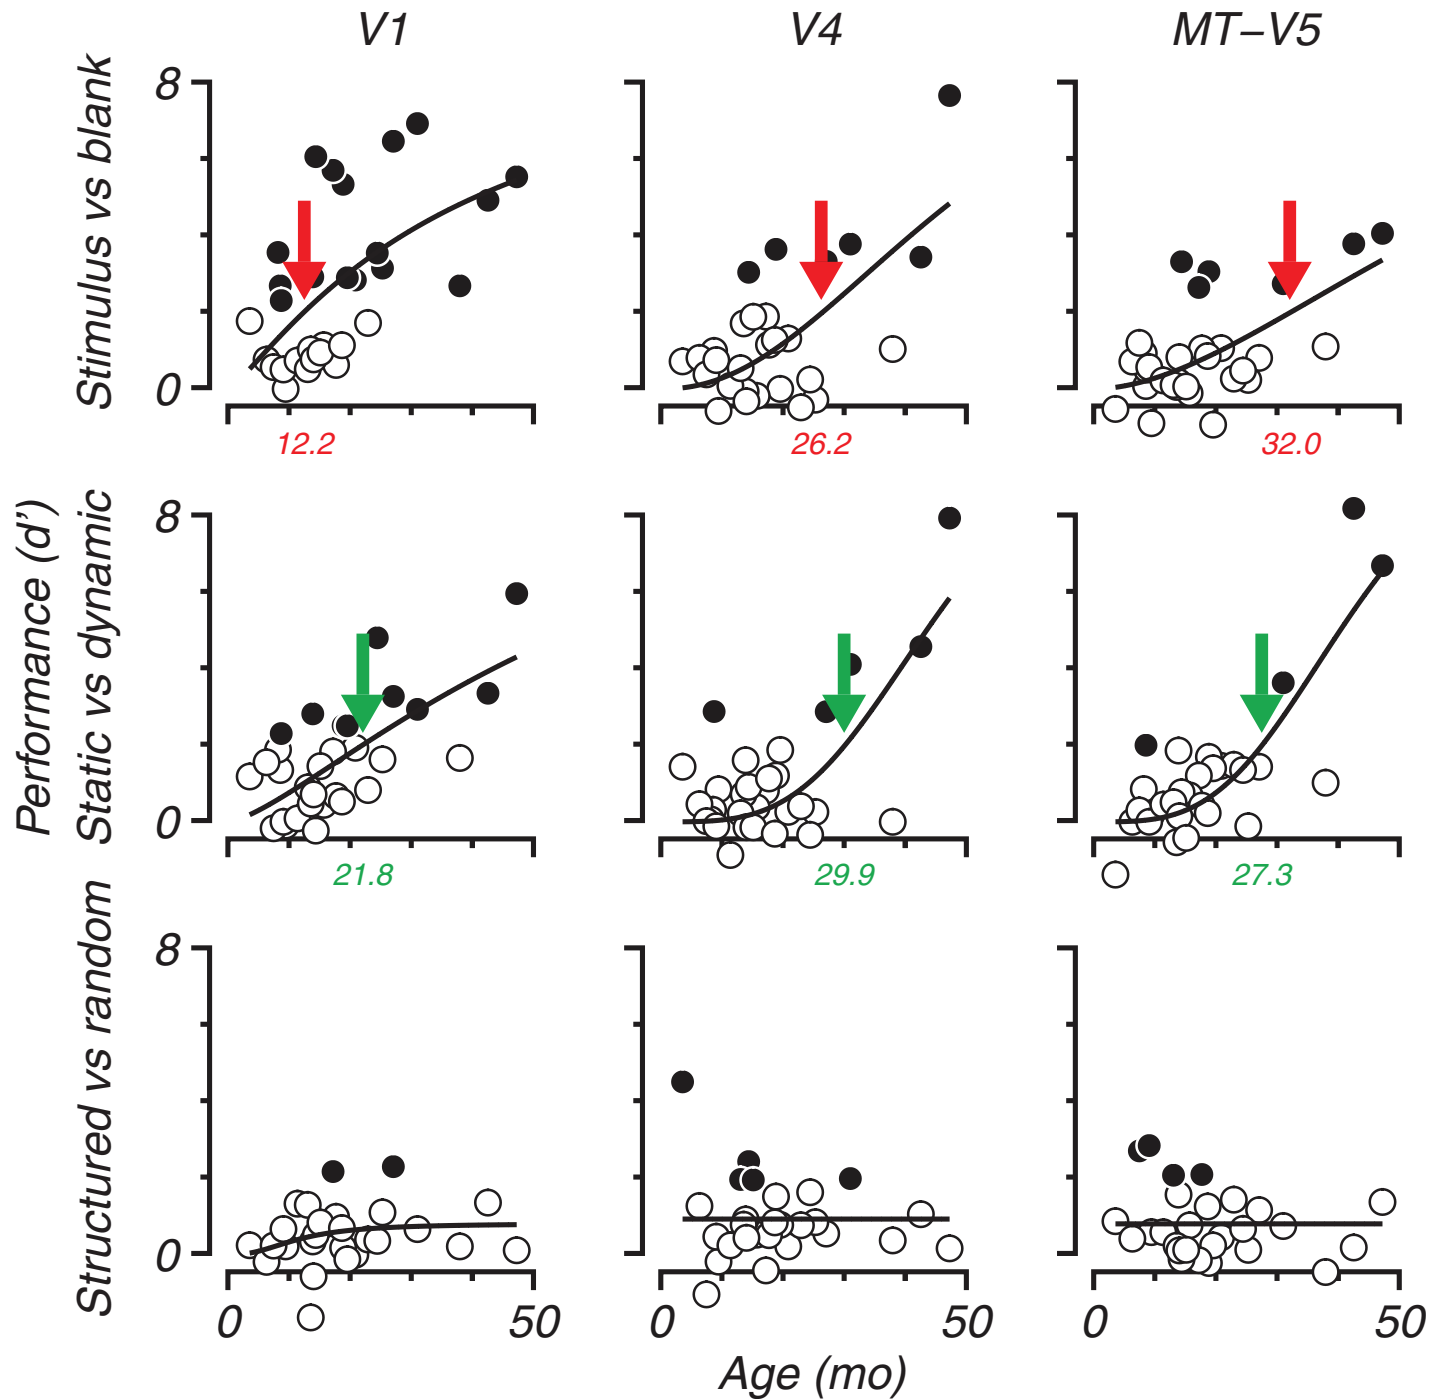 V1 V4 MT–V5
Stimulus vs blank
8
0
12.2 26.2 32.0
Performance (d')
Static vs dynamic
8
0
21.8 29.9 27.3
Structured vs random
8
0
0 50 0 50 0 50
Age (mo)